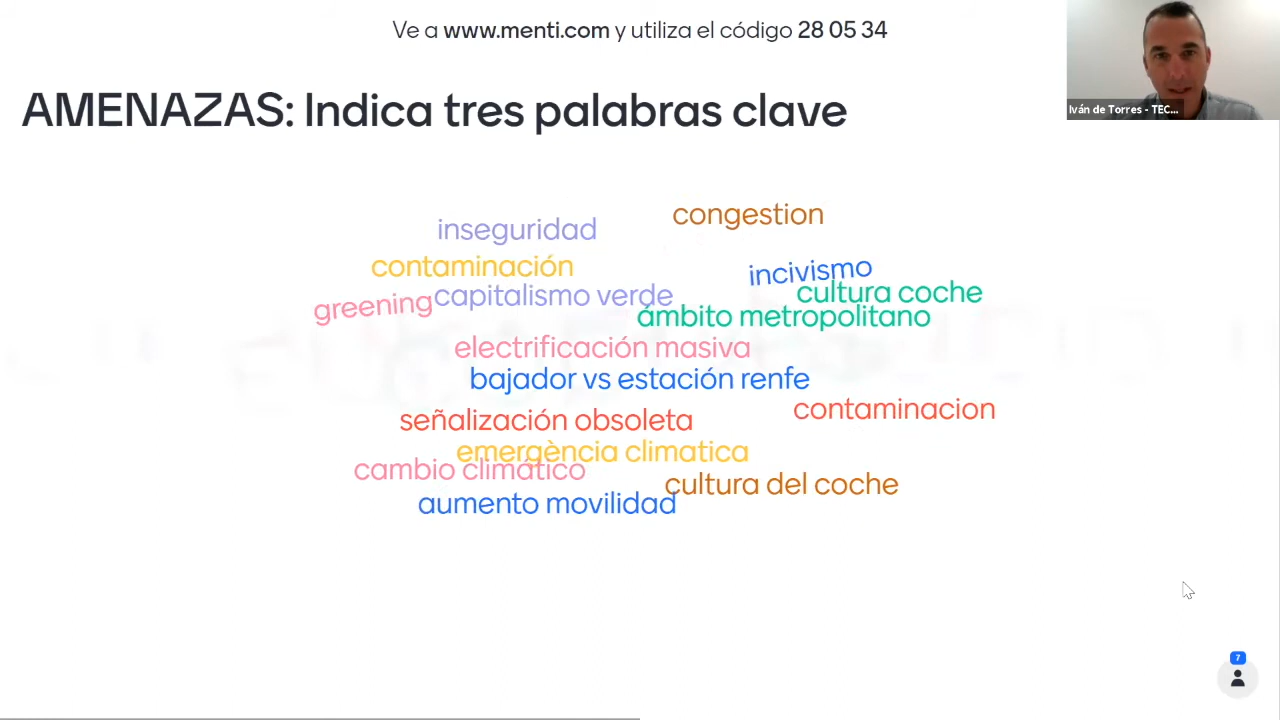 Ve a www.menti.com y utiliza el código 28 05 34
Iván de Torres - TEC...
AMENAZAS: Indica tres palabras clave
congestion
inseguridad
contaminación
incivismo
cultura coche
capitalismo verde
greening
ámbito metropolitano
electrificación masiva
bajador vs estación renfe
contaminacion
señalización obsoleta
emergència climatica
cambio climático
cultura del coche
aumento movilidad
7